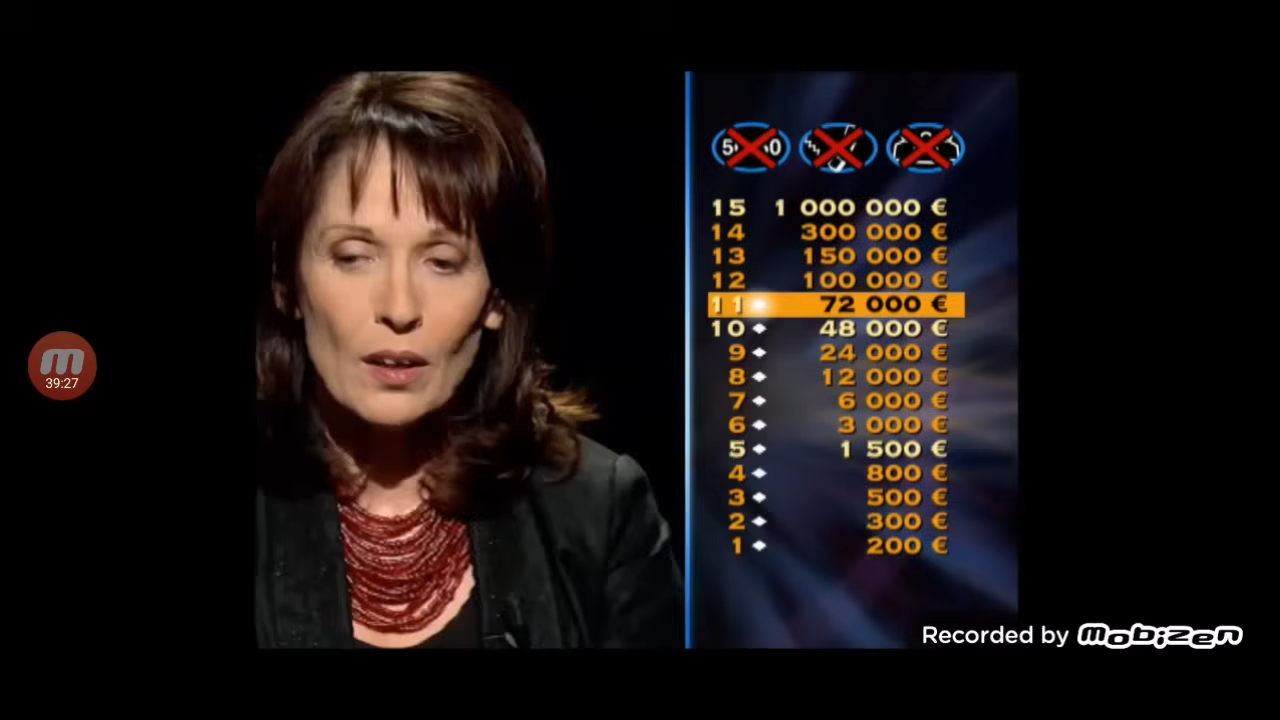 50
15 1 000 000 €
14 300 000 €
13 150 000 €
12 100 000 €
11 72 000 €
10 48 000 €
9 24 000 €
8 12 000 €
7 6 000 €
6 3 000 €
5 1 500 €
4 800 €
3 500 €
2 300 €
1 200 €
39:27
Recorded by mobizen